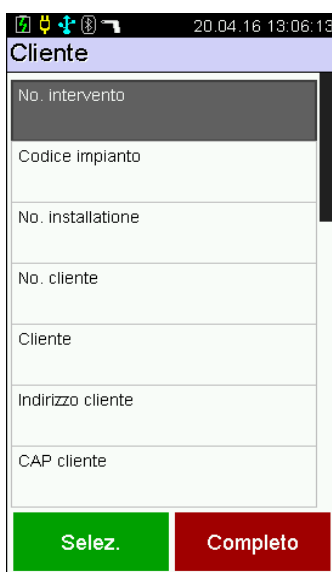 20.04.16 13:06:13
Cliente
No. intervento
Codice impianto
No. installatione
No. cliente
Cliente
Indirizzo cliente
CAP cliente
Selez.
Completo